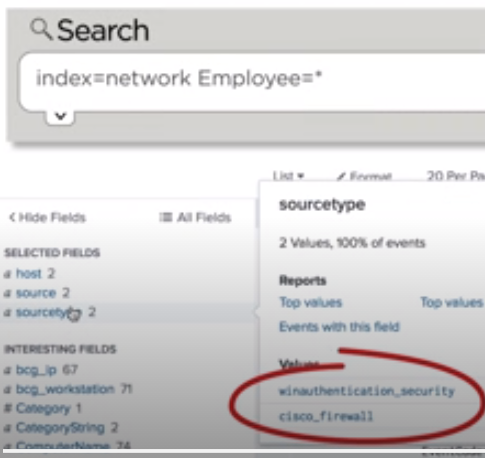 Search
index=network Employee=*
List Format 20 Per Pa
< Hide Fields All Fields
SELECTED FIELDS
a host 2
a source 2
a sourcetype 2
INTERESTING FIELDS
a bcg_ip 67
a bcg_workstation 71
# Category 1
a CategoryString 2
a ComputerName 74
sourcetype
2 Values, 100% of events
Reports
Top values Top values
Events with this field
Values
winauthentication_security
cisco_firewall
EventCode